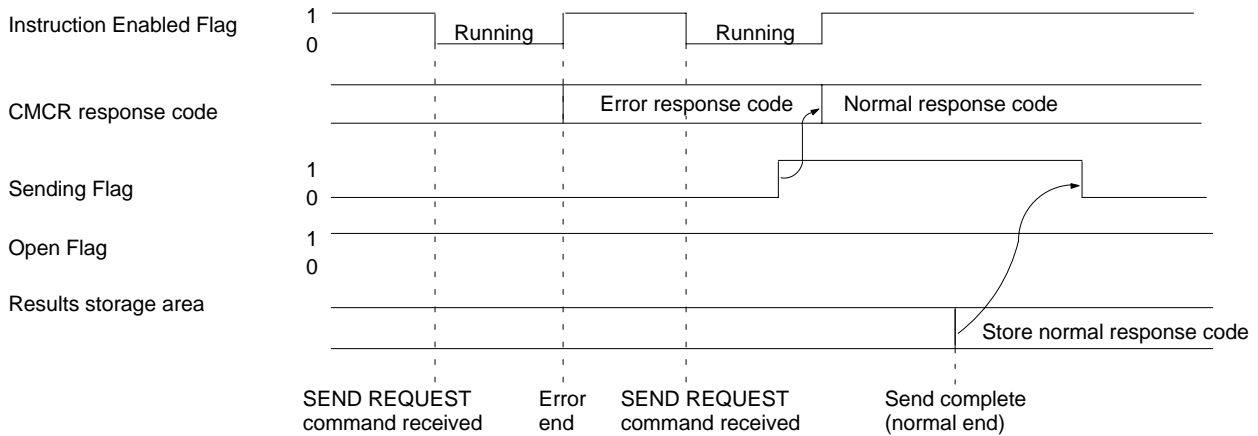 Instruction Enabled Flag
1
0
Running
Running
CMCR response code
Error response code
Normal response code
Sending Flag
1
0
Open Flag
1
0
Results storage area
Store normal response code
SEND REQUEST
command received
Error
end
SEND REQUEST
command received
Send complete
(normal end)